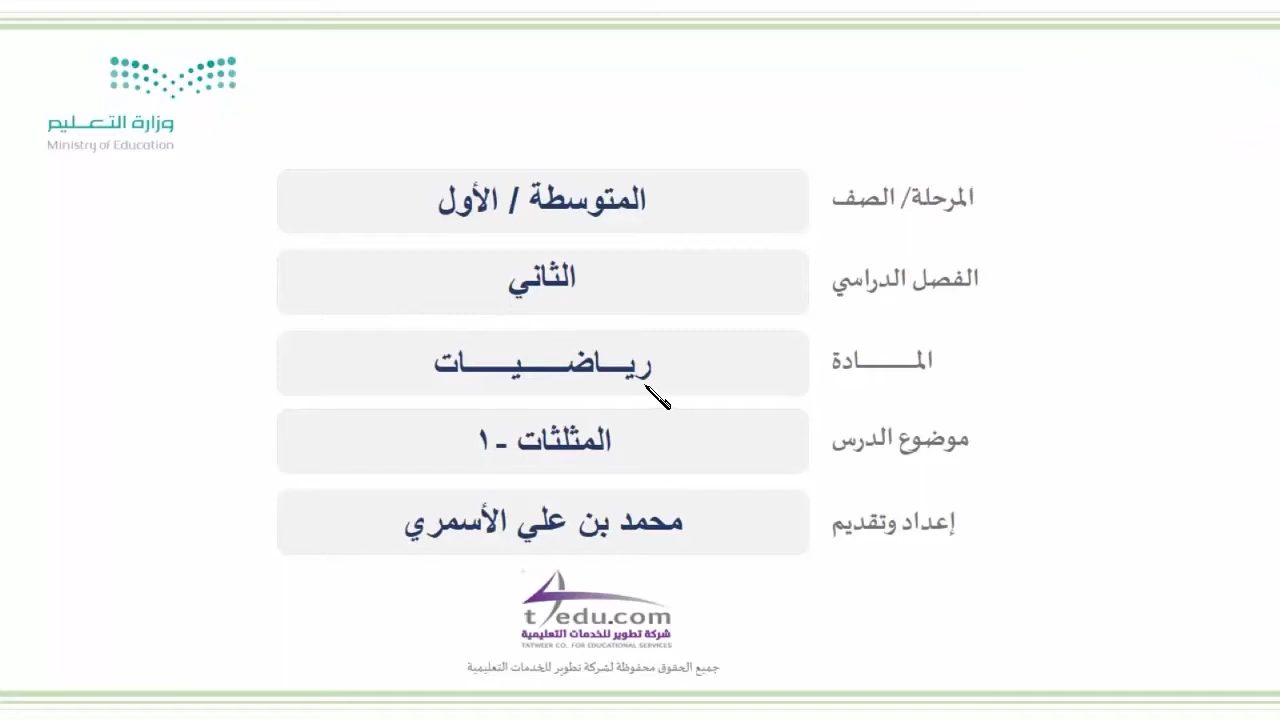 وزارة التعليم
Ministry of Education
المرحلة/ الصف
المتوسطة / الأول
الفصل الدراسي
الثاني
المـــــــادة
ريـــاضــــيــــــات
موضوع الدرس
المثلثات -١
إعداد وتقديم
محمد بن علي الأسمري
t4edu.com
شركة تطوير للخدمات التعليمية
TATWEER CO. FOR EDUCATIONAL SERVICES
جميع الحقوق محفوظة لشركة تطوير للخدمات التعليمية